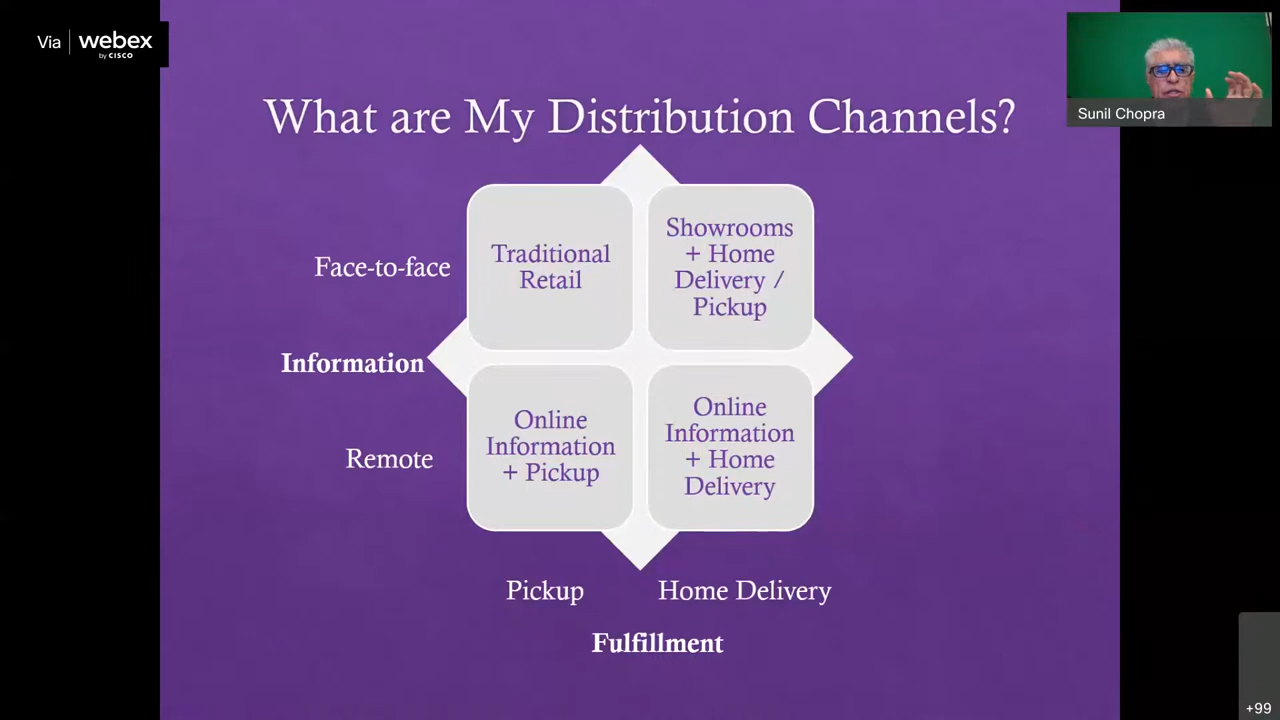 Via webex
by CISCO
Sunil Chopra
What are My Distribution Channels?
Face-to-face
Traditional
Retail
Showrooms
+ Home
Delivery /
Pickup
Information
Remote
Online
Information
+ Pickup
Online
Information
+ Home
Delivery
Pickup
Home Delivery
Fulfillment
+99